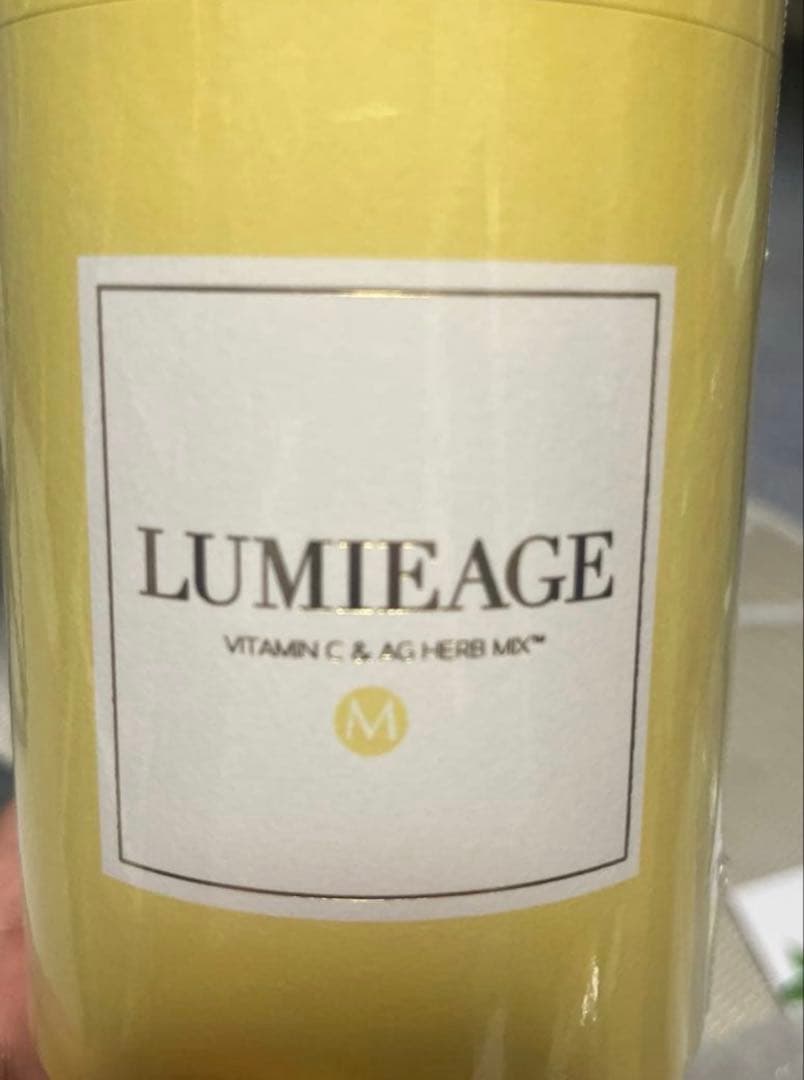 LUMIEAGE
VITAMIN C & AG HERB MIX™
M